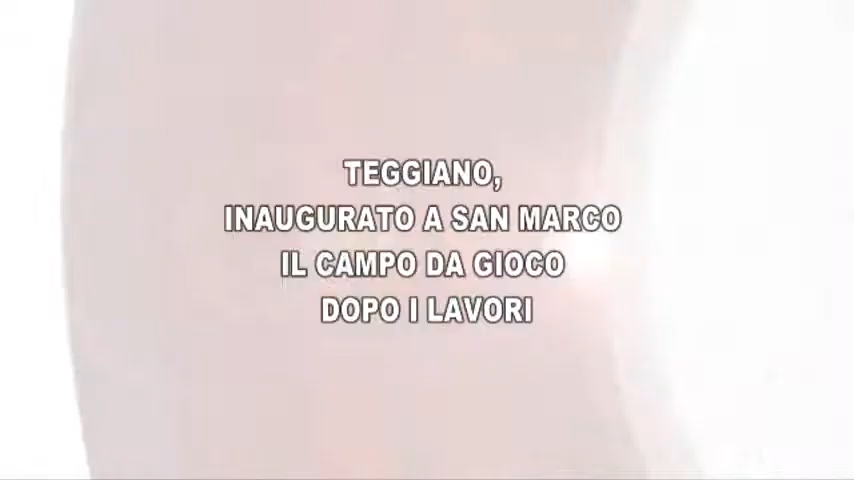 TEGGIANO,
INAUGURATO A SAN MARCO
IL CAMPO DA GIOCO
DOPO I LAVORI